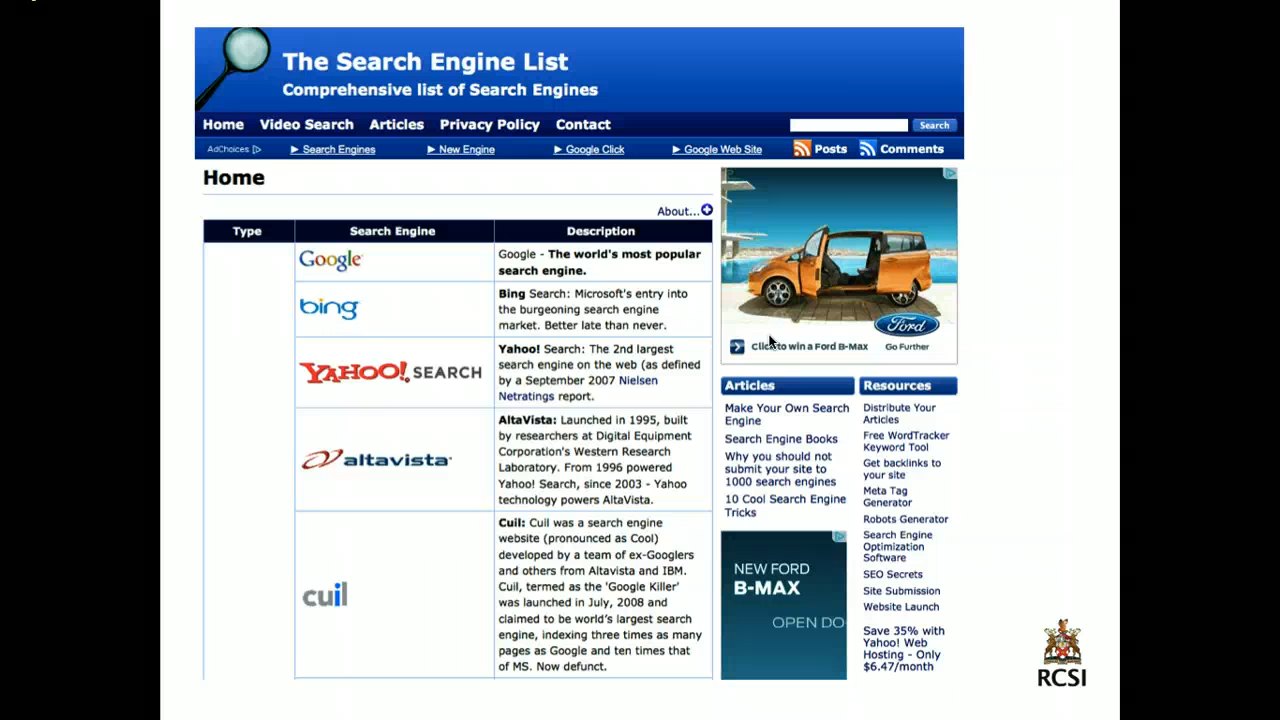 The Search Engine List
Comprehensive list of Search Engines
Home Video Search Articles Privacy Policy Contact Search
AdChoices Search Engines New Engine Google Click Google Web Site Posts Comments
Home
About...
Type Search Engine Description
Google
Google - The world's most popular
search engine.
bing
Bing Search: Microsoft's entry into
the burgeoning search engine
market. Better late than never.
YAHOO! SEARCH
Yahoo! Search: The 2nd largest
search engine on the web (as defined
by a September 2007 Nielsen
Netratings report.
altavista
AltaVista: Launched in 1995, built
by researchers at Digital Equipment
Corporation's Western Research
Laboratory. From 1996 powered
Yahoo! Search, since 2003 - Yahoo
technology powers AltaVista.
cuil
Cuil: Cuil was a search engine
website (pronounced as Cool)
developed by a team of ex-Googlers
and others from Altavista and IBM.
Cuil, termed as the 'Google Killer'
was launched in July, 2008 and
claimed to be world's largest search
engine, indexing three times as many
pages as Google and ten times that
of MS. Now defunct.
Ford
Click to win a Ford B-Max Go Further
Articles
Make Your Own Search
Engine
Search Engine Books
Why you should not
submit your site to
1000 search engines
10 Cool Search Engine
Tricks
NEW FORD
B-MAX
OPEN DO
Resources
Distribute Your
Articles
Free WordTracker
Keyword Tool
Get backlinks to
your site
Meta Tag
Generator
Robots Generator
Search Engine
Optimization
Software
SEO Secrets
Site Submission
Website Launch
Save 35% with
Yahoo! Web
Hosting - Only
$6.47/month
RCSI